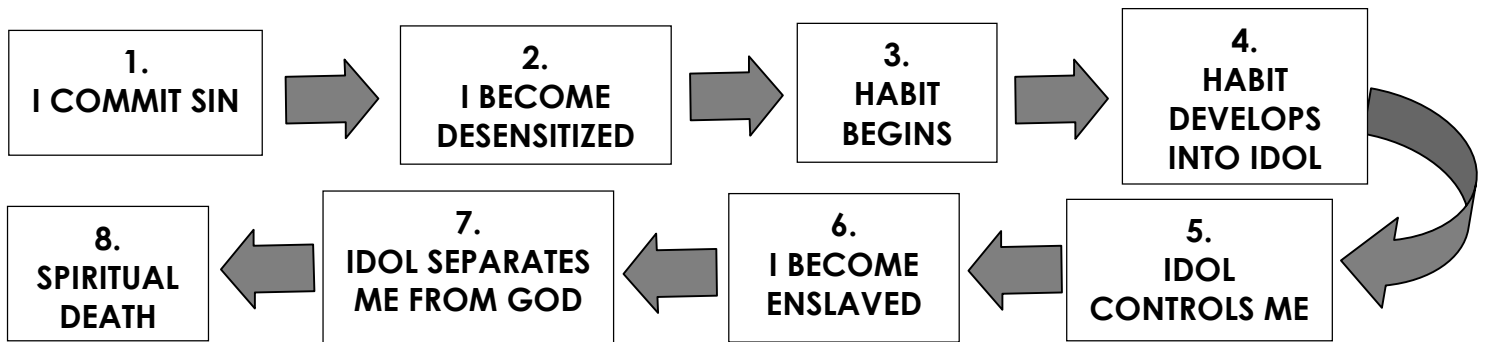 1.
I COMMIT SIN
2.
I BECOME
DESENSITIZED
3.
HABIT
BEGINS
4.
HABIT
DEVELOPS
INTO IDOL
5.
IDOL
CONTROLS ME
6.
I BECOME
ENSLAVED
7.
IDOL SEPARATES
ME FROM GOD
8.
SPIRITUAL
DEATH